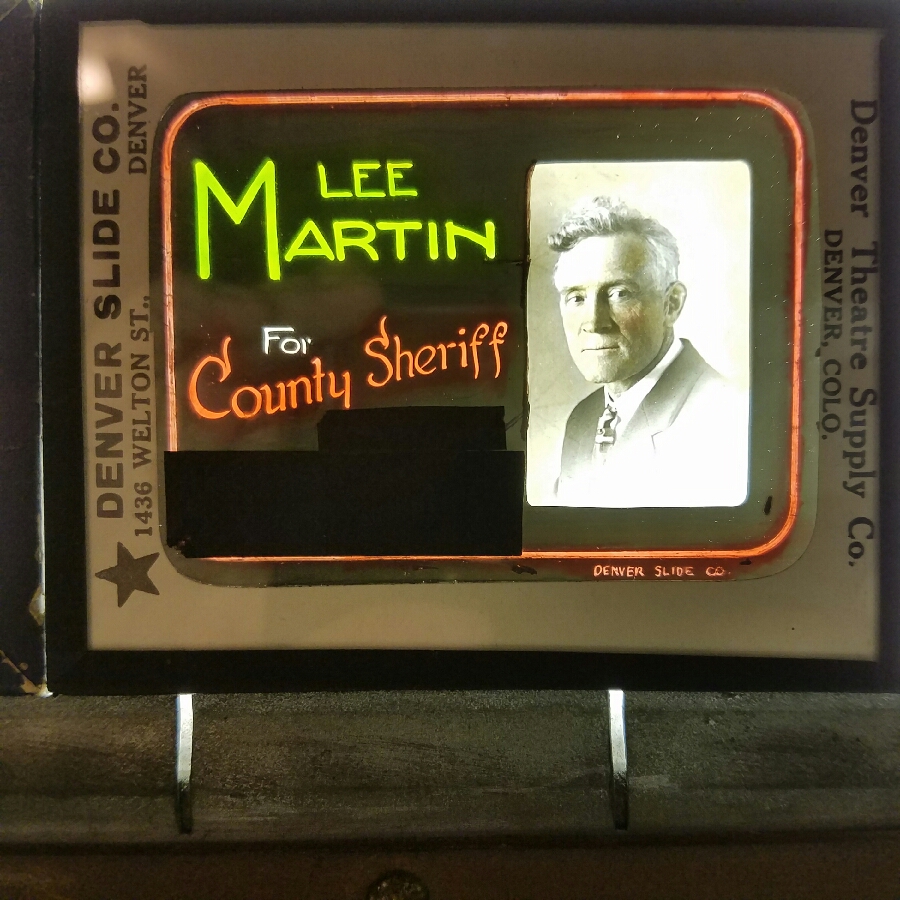 DENVER SLIDE CO.
1436 WELTON ST., DENVER
LEE
MARTIN
For
County Sheriff
DENVER SLIDE CO.
Denver Theatre Supply Co.
DENVER, COLO.